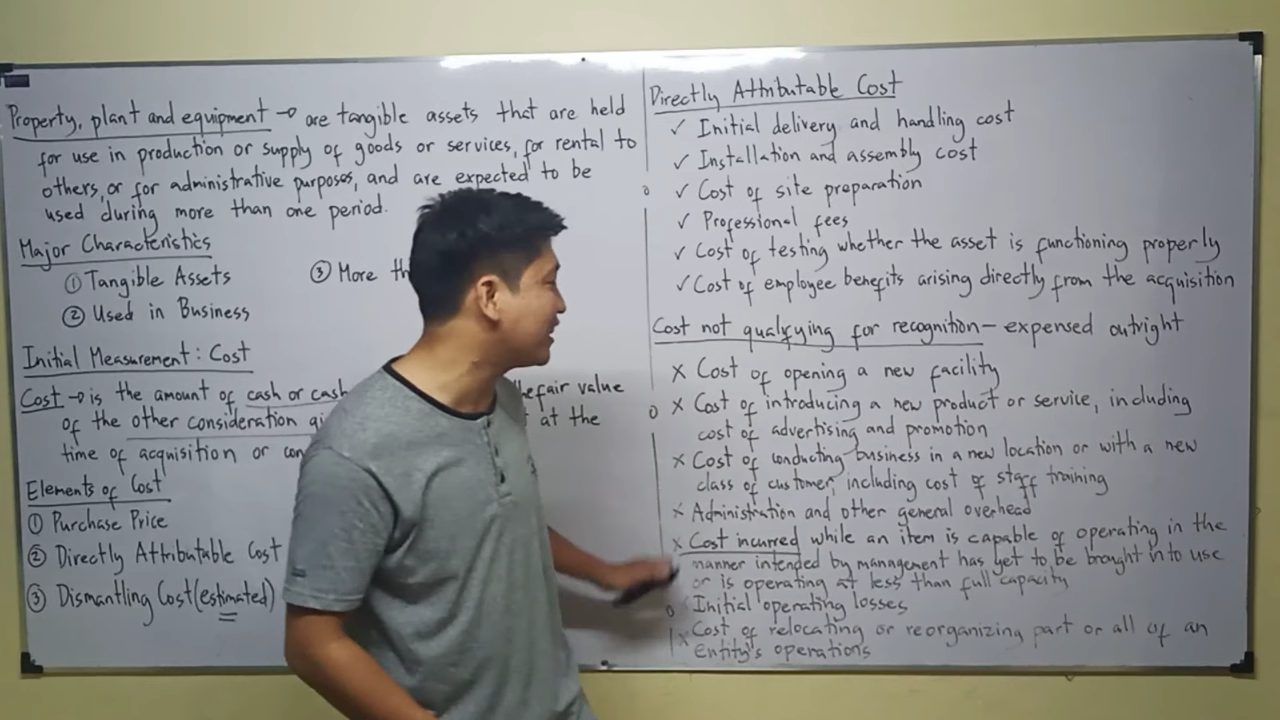 Property, plant and equipment → are tangible assets that are held
for use in production or supply of goods or services, for rental to
others, or for administrative purposes, and are expected to be
used during more than one period.
Major Characteristics
① Tangible Assets
② Used in Business
③ More
Initial Measurement: Cost
Cost → is the amount of cash or cash fair value
of the other consideration at the
time of acquisition or
Elements of Cost
① Purchase Price
② Directly Attributable Cost
③ Dismantling Cost (estimated)
Directly Attributable Cost
✓ Initial delivery and handling cost
✓ Installation and assembly cost
✓ Cost of site preparation
✓ Professional fees
✓ Cost of testing whether the asset is functioning properly
✓ Cost of employee benefits arising directly from the acquisition
Cost not qualifying for recognition - expensed outright
x Cost of opening a new facility
x Cost of introducing a new product or service, including
cost of advertising and promotion
x Cost of conducting business in a new location or with a new
class of customer, including cost of staff training
x Administration and other general overhead
x Cost incurred while an item is capable of operating in the
manner intended by management has yet to be brought into use
or is operating at less than full capacity
Initial operating losses
x Cost of relocating or reorganizing part or all of an
entity's operations